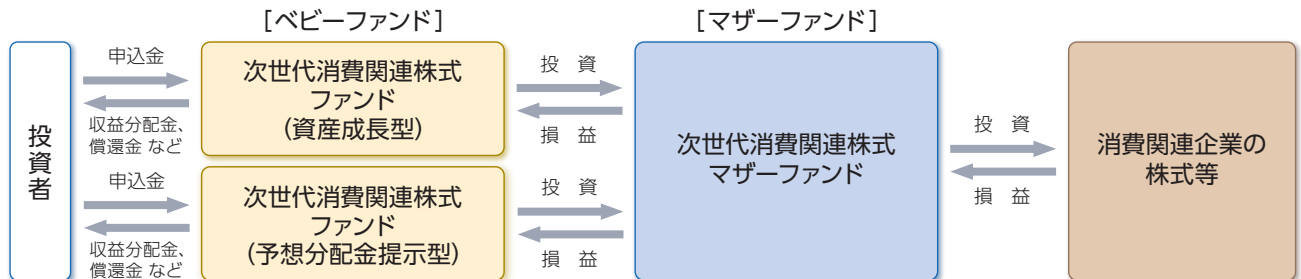 [ベビーファンド]
[マザーファンド]
投資者
申込金
収益分配金、
償還金 など
次世代消費関連株式
ファンド
(資産成長型)
投 資
損 益
申込金
収益分配金、
償還金 など
次世代消費関連株式
ファンド
(予想分配金提示型)
投 資
損 益
次世代消費関連株式
マザーファンド
投 資
損 益
消費関連企業の
株式等